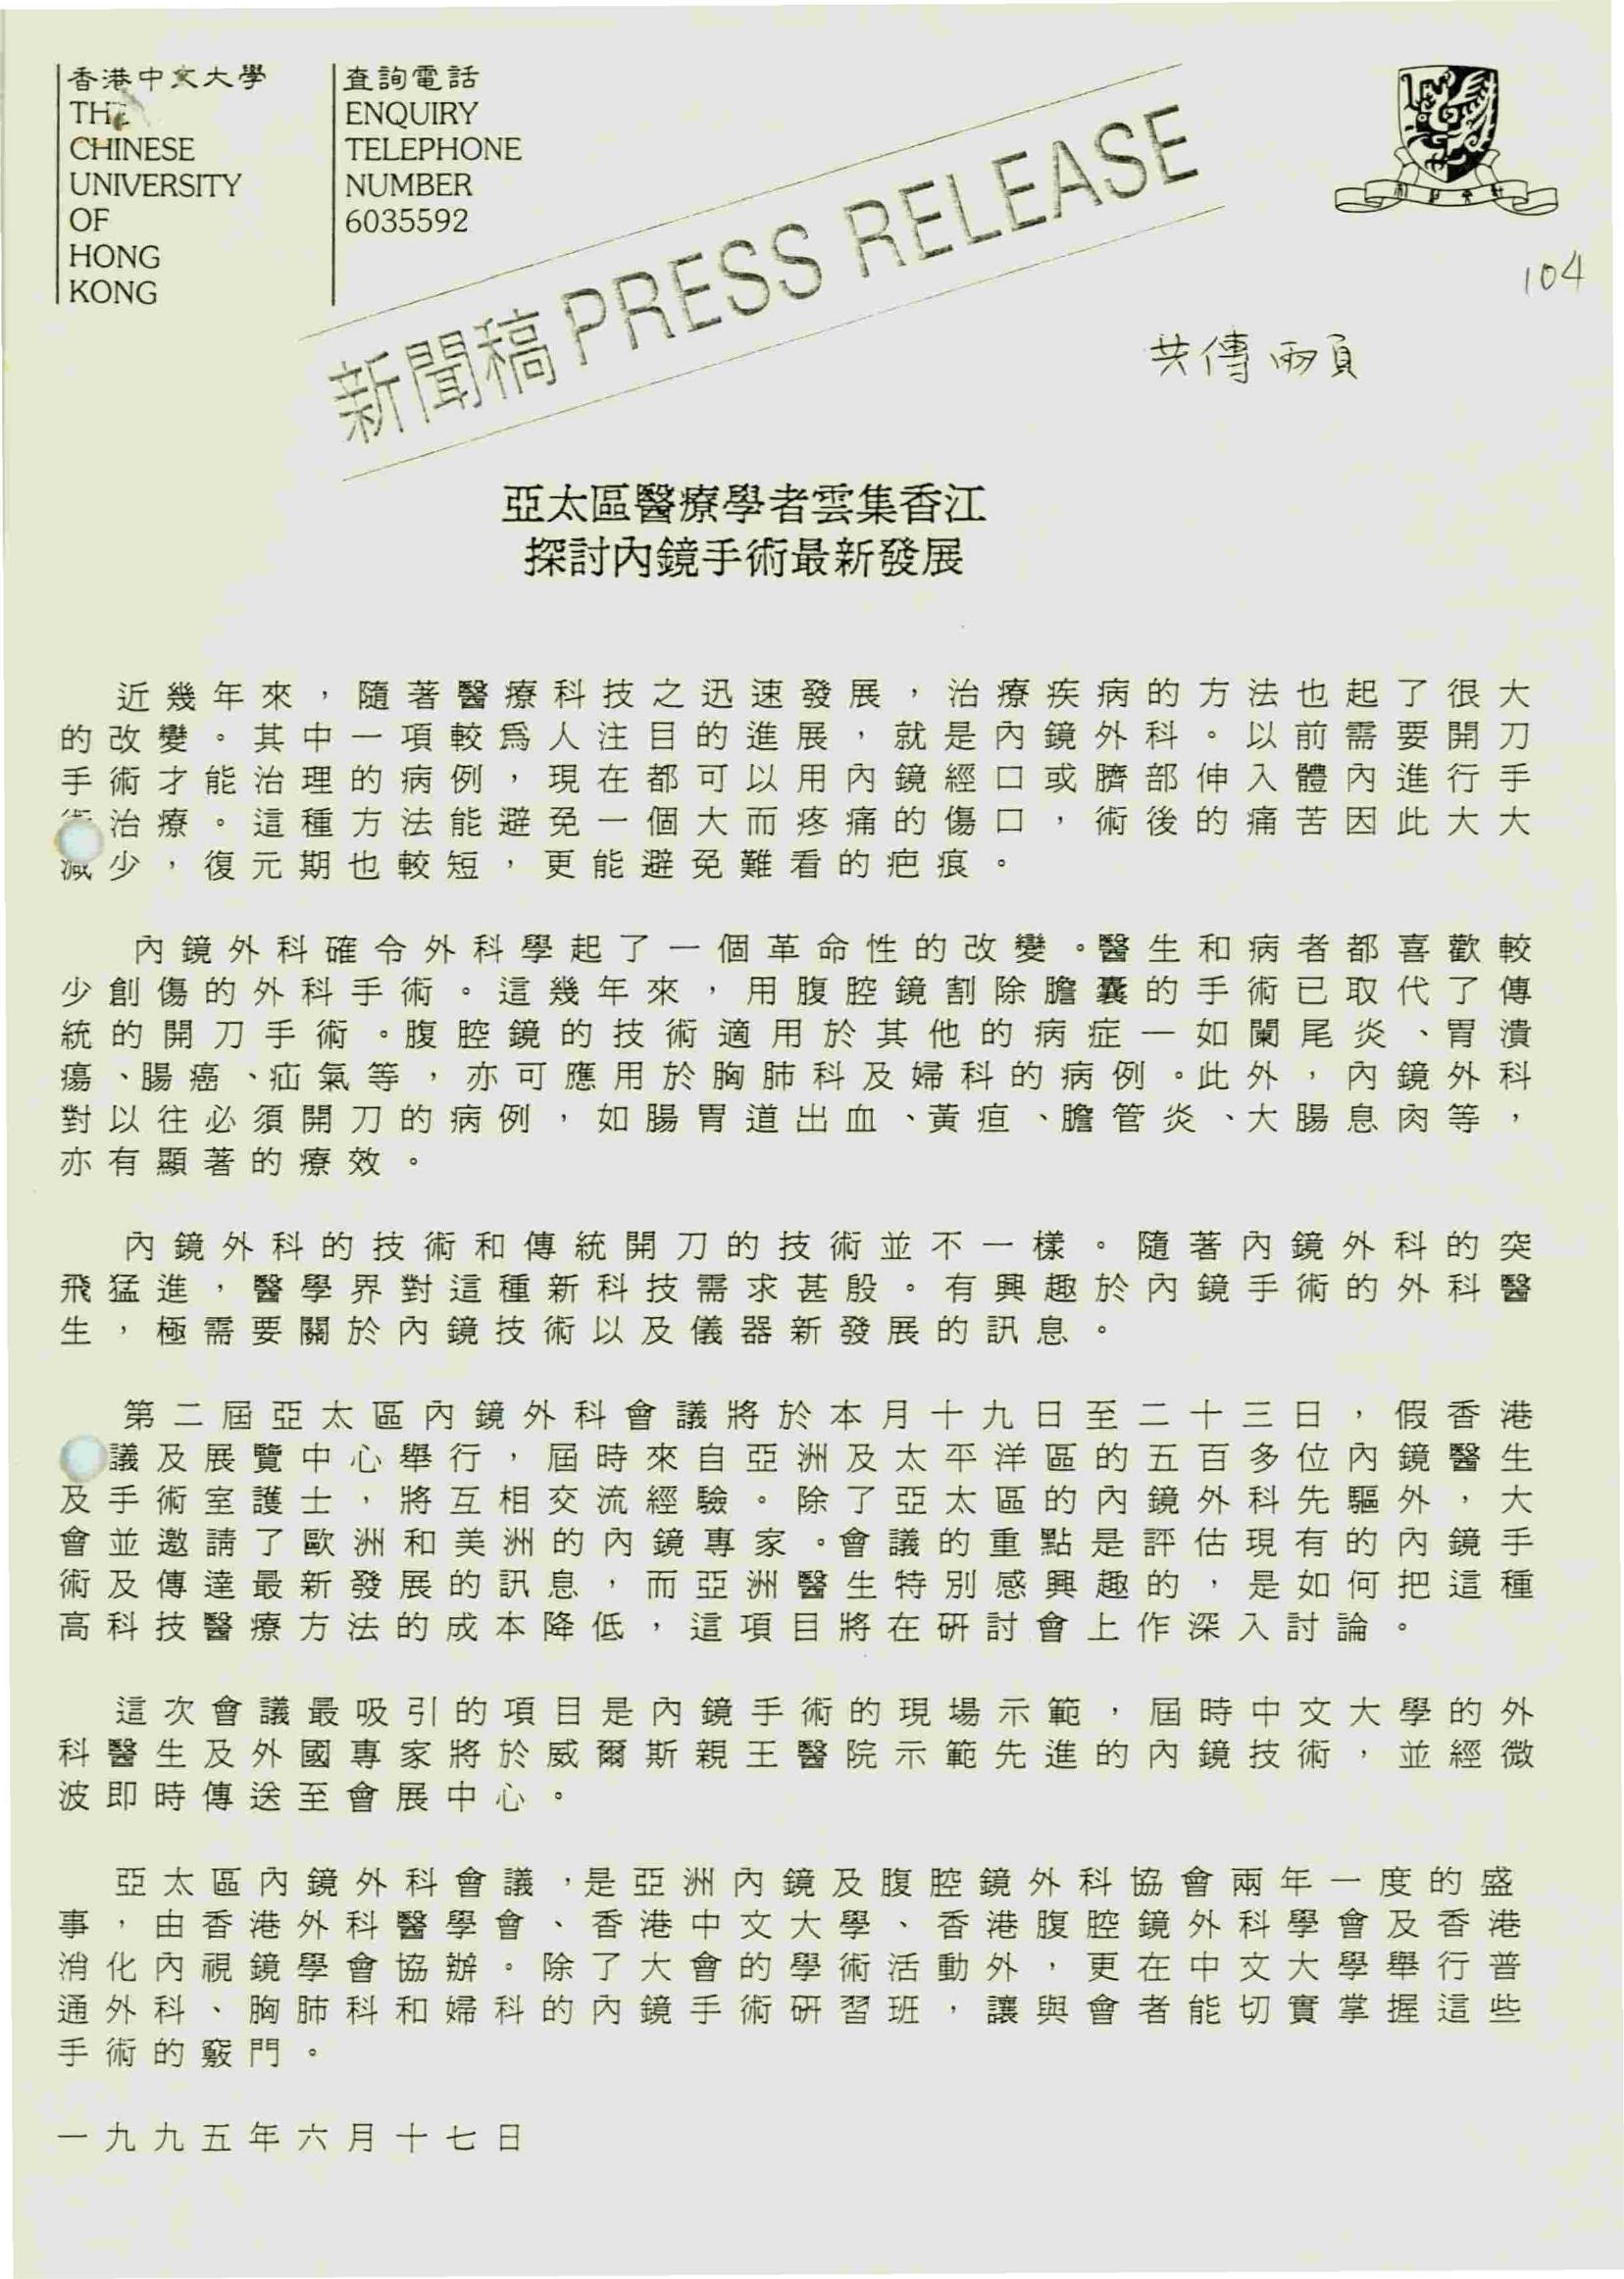 香港中文大學
THE
CHINESE
UNIVERSITY
OF
HONG
KONG
查詢電話
ENQUIRY
TELEPHONE
NUMBER
6035592
新聞稿 PRESS RELEASE
104
共傳兩頁
亞太區醫療學者雲集香江
探討內鏡手術最新發展
近幾年來，隨著醫療科技之迅速發展，治療疾病的方法也起了很大
的改變。其中一項較爲人注目的進展，就是內鏡外科。以前需要開刀
手術才能治理的病例，現在都可以用內鏡經口或臍部伸入體內進行手
治療。這種方法能避免一個大而疼痛的傷口，術後的痛苦因此大大
減少，復元期也較短，更能避免難看的疤痕。
內鏡外科確令外科學起了一個革命性的改變。醫生和病者都喜歡較
少創傷的外科手術。這幾年來，用腹腔鏡割除膽囊的手術已取代了傳
統的開刀手術。腹腔鏡的技術適用於其他的病症—如闌尾炎、胃潰
瘍、腸癌、疝氣等，亦可應用於胸肺科及婦科的病例。此外，內鏡外科
對以往必須開刀的病例，如腸胃道出血、黃疸、膽管炎、大腸息肉等，
亦有顯著的療效。
內鏡外科的技術和傳統開刀的技術並不一樣。隨著內鏡外科的突
飛猛進，醫學界對這種新科技需求甚殷。有興趣於內鏡手術的外科醫
生，極需要關於內鏡技術以及儀器新發展的訊息。
第二屆亞太區內鏡外科會議將於本月十九日至二十三日，假香港
議及展覽中心舉行，屆時來自亞洲及太平洋區的五百多位內鏡醫生
及手術室護士，將互相交流經驗。除了亞太區的內鏡外科先驅外，大
會並邀請了歐洲和美洲的內鏡專家。會議的重點是評估現有的內鏡手
術及傳達最新發展的訊息，而亞洲醫生特別感興趣的，是如何把這種
高科技醫療方法的成本降低，這項目將在研討會上作深入討論。
這次會議最吸引的項目是內鏡手術的現場示範，屆時中文大學的外
科醫生及外國專家將於威爾斯親王醫院示範先進的內鏡技術，並經微
波即時傳送至會展中心。
亞太區內鏡外科會議，是亞洲內鏡及腹腔鏡外科協會兩年一度的盛
事，由香港外科醫學會、香港中文大學、香港腹腔鏡外科學會及香港
消化內視鏡學會協辦。除了大會的學術活動外，更在中文大學舉行普
通外科、胸肺科和婦科的內鏡手術研習班，讓與會者能切實掌握這些
手術的竅門。
一九九五年六月十七日